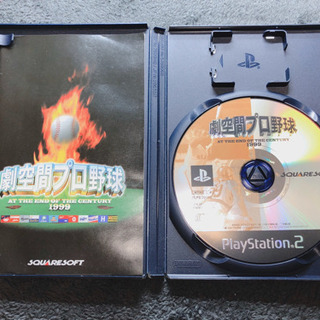 劇空間プロ野球
AT THE END OF THE CENTURY
1999
SQUARESOFT
劇空間プロ野球
AT THE END OF THE CENTURY
1999
SQUARESOFT
PlayStation 2